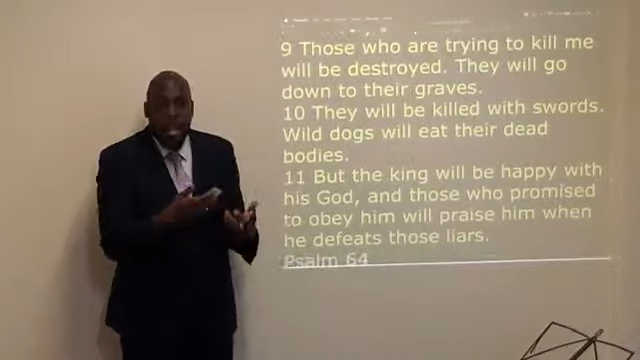 9 Those who are trying to kill me
will be destroyed. They will go
down to their graves.
10 They will be killed with swords.
Wild dogs will eat their dead
bodies.
11 But the king will be happy with
his God, and those who promised
to obey him will praise him when
he defeats those liars.
Psalm 64